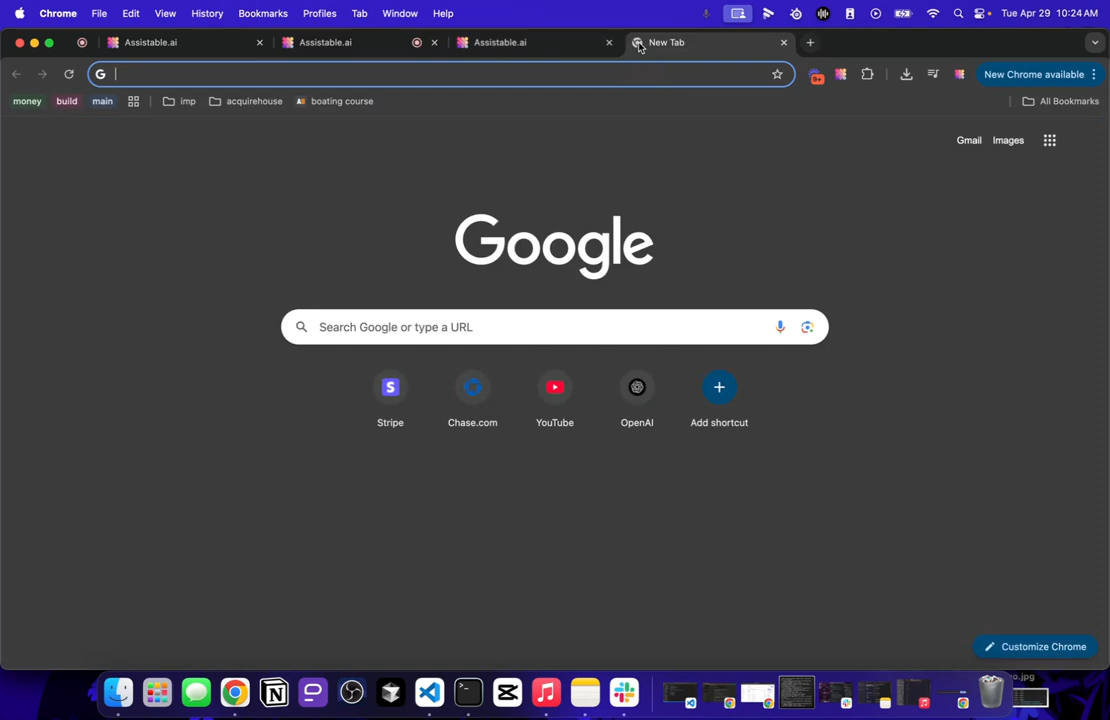 Chrome File Edit View History Bookmarks Profiles Tab Window Help Tue Apr 29 10:24 AM
Assistable.ai Assistable.ai Assistable.ai New Tab
9+ New Chrome available
money build main imp acquirehouse boating course All Bookmarks
Gmail Images
Google
Search Google or type a URL
S
Stripe Chase.com YouTube OpenAI Add shortcut
Customize Chrome